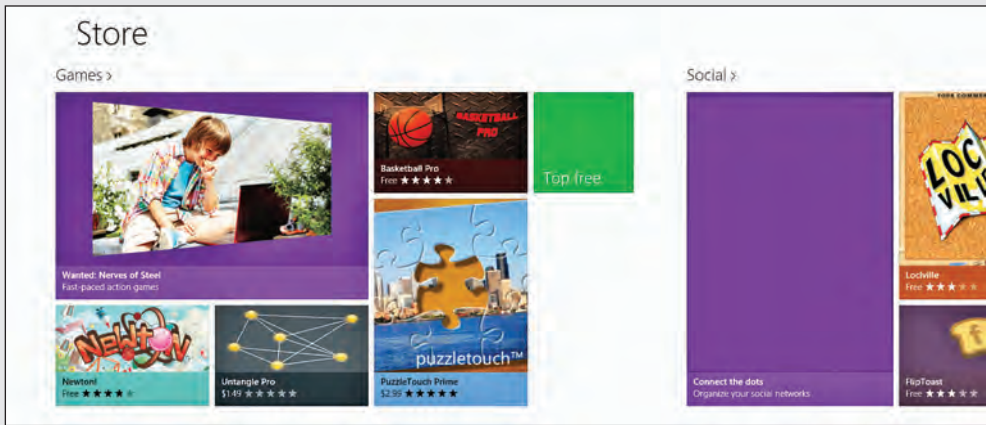 Store
Games >
Social >
BASKETBALL
PRO
Basketball Pro
Free
Top free
Wanted: Nerves of Steel
Fast-paced action games
NEWTON
Newton!
Free
Untangle Pro
$1.49
puzzletouch™
PuzzleTouch Prime
$2.99
Connect the dots
Organize your social networks
LOC
VILL
Loclville
Free
f
FlipToast
Free